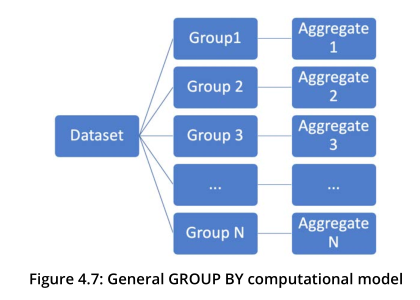 Group1
Aggregate
1
Group 2
Aggregate
2
Dataset
Group 3
Aggregate
3
...
...
Group N
Aggregate
N
Figure 4.7: General GROUP BY computational model